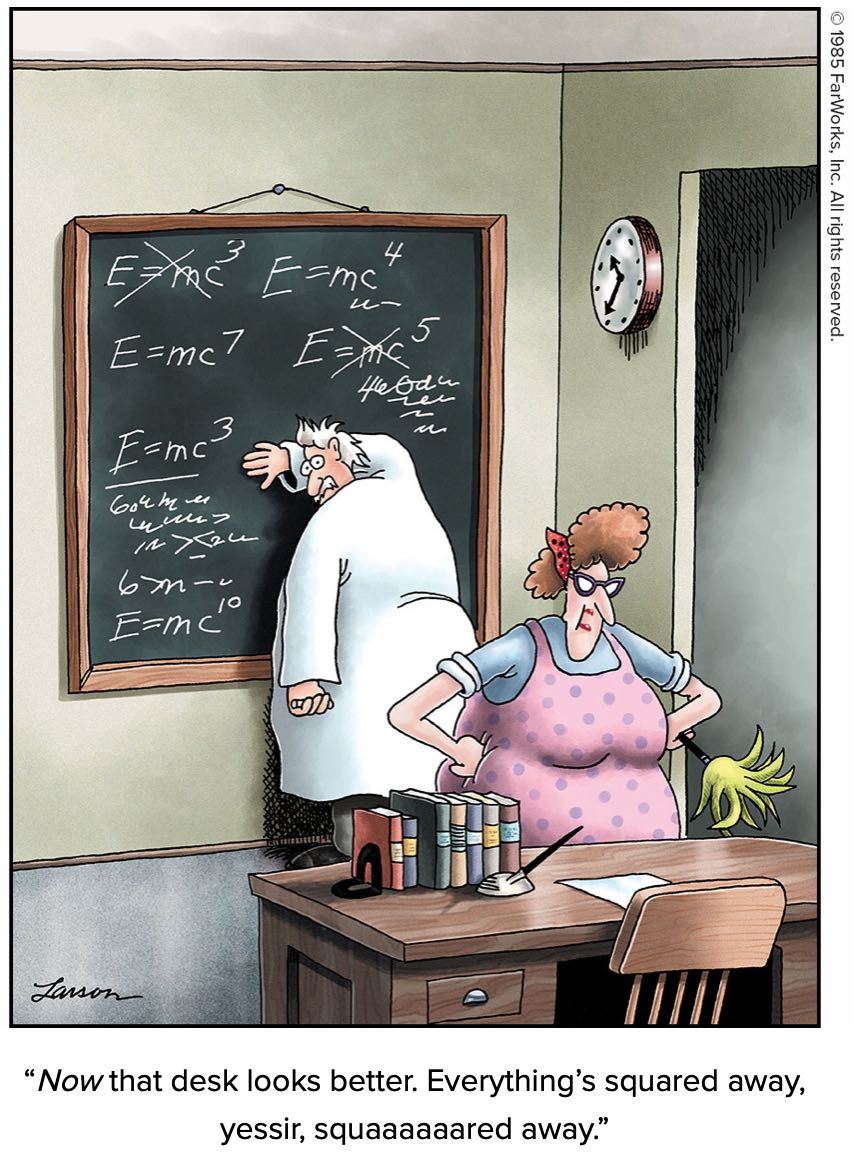 © 1985 FarWorks, Inc. All rights reserved.
E=mc³ E=mc⁴
E=mc⁷ E=mc⁵
E=mc³
E=mc¹⁰
Larson
“Now that desk looks better. Everything’s squared away,
yessir, squaaaaaared away.”